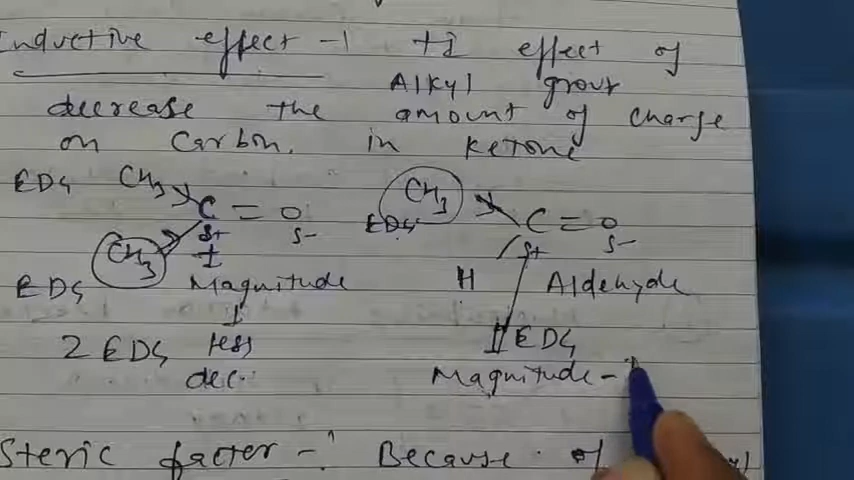 Inductive effect -1 +I effect of
Alkyl group
decrease the amount of charge
on Carbon. in ketone
EDG CH3 C = O CH3 C = O
EDG
δ+ δ- δ+ δ-
CH3
EDG Magnitude H Aldehyde
2 EDG less EDG
dec. Magnitude -
Steric factor -: Because of